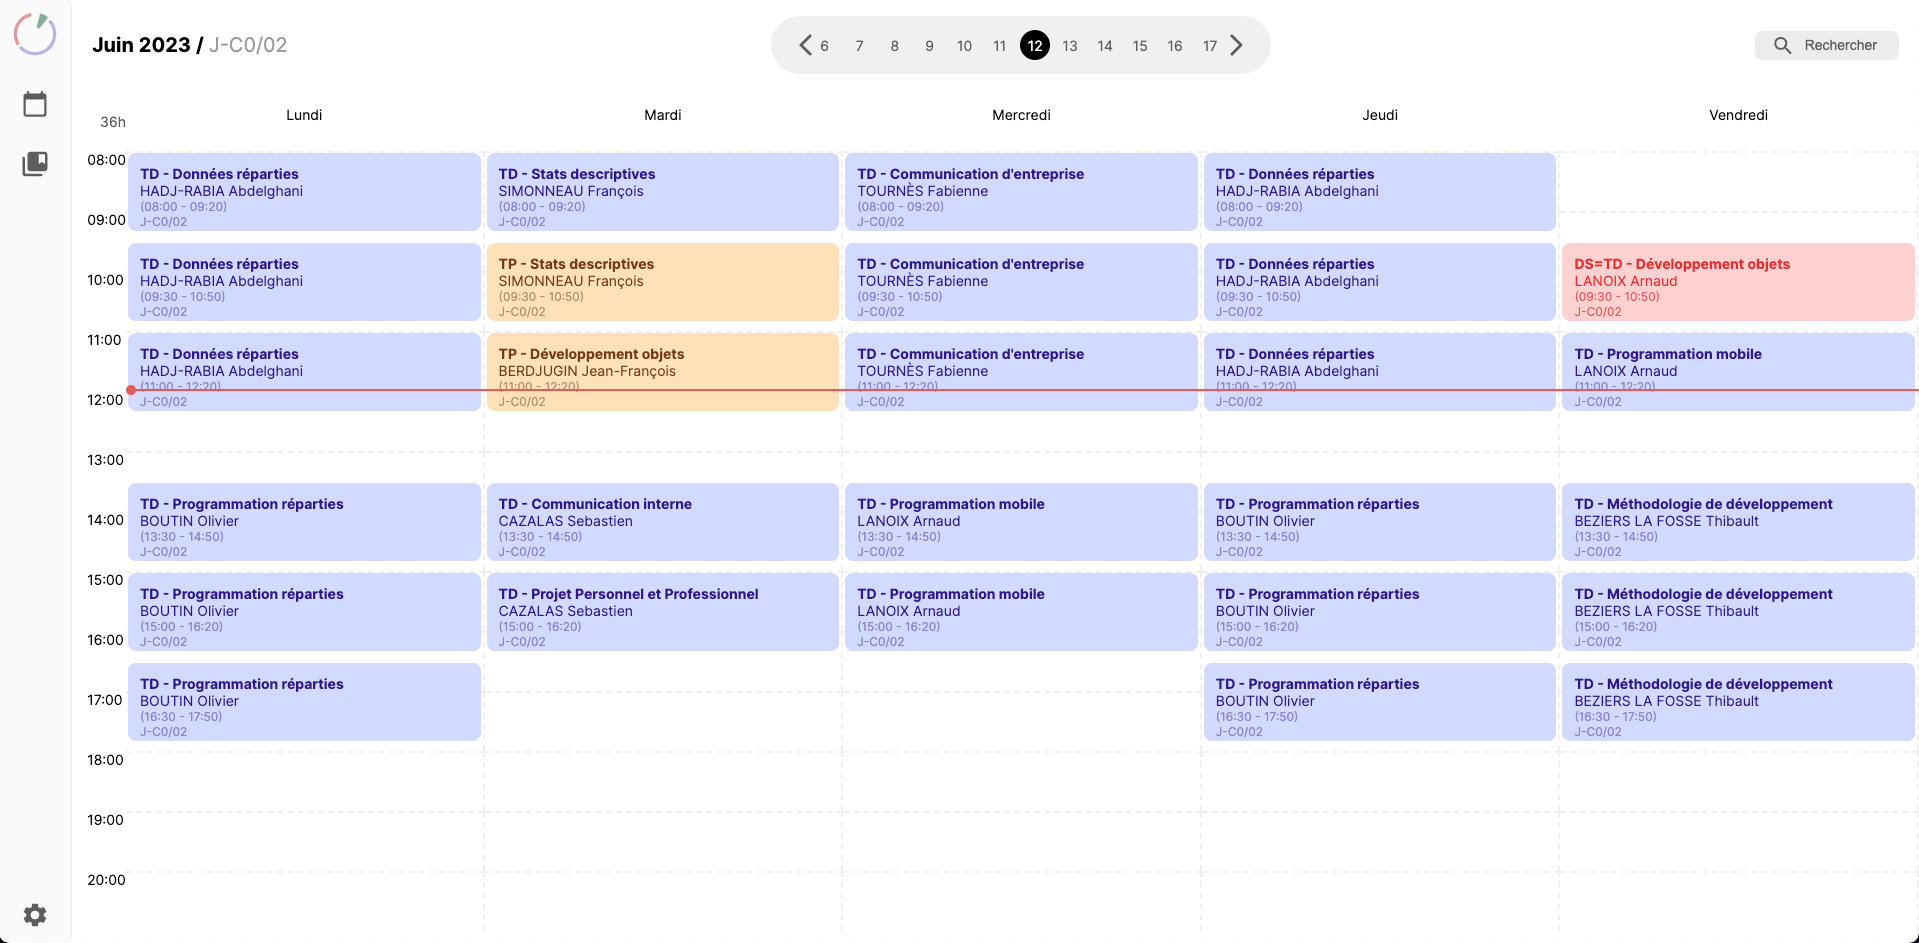 Juin 2023 / J-C0/02
6 7 8 9 10 11 12 13 14 15 16 17
Rechercher
36h
Lundi
Mardi
Mercredi
Jeudi
Vendredi
08:00
09:00
10:00
11:00
12:00
13:00
14:00
15:00
16:00
17:00
18:00
19:00
20:00
TD - Données réparties
HADJ-RABIA Abdelghani
(08:00 - 09:20)
J-C0/02
TD - Données réparties
HADJ-RABIA Abdelghani
(09:30 - 10:50)
J-C0/02
TD - Données réparties
HADJ-RABIA Abdelghani
(11:00 - 12:20)
J-C0/02
TD - Programmation réparties
BOUTIN Olivier
(13:30 - 14:50)
J-C0/02
TD - Programmation réparties
BOUTIN Olivier
(15:00 - 16:20)
J-C0/02
TD - Programmation réparties
BOUTIN Olivier
(16:30 - 17:50)
J-C0/02
TD - Stats descriptives
SIMONNEAU François
(08:00 - 09:20)
J-C0/02
TP - Stats descriptives
SIMONNEAU François
(09:30 - 10:50)
J-C0/02
TP - Développement objets
BERDJUGIN Jean-François
(11:00 - 12:20)
J-C0/02
TD - Communication interne
CAZALAS Sebastien
(13:30 - 14:50)
J-C0/02
TD - Projet Personnel et Professionnel
CAZALAS Sebastien
(15:00 - 16:20)
J-C0/02
TD - Communication d'entreprise
TOURNÈS Fabienne
(08:00 - 09:20)
J-C0/02
TD - Communication d'entreprise
TOURNÈS Fabienne
(09:30 - 10:50)
J-C0/02
TD - Communication d'entreprise
TOURNÈS Fabienne
(11:00 - 12:20)
J-C0/02
TD - Programmation mobile
LANOIX Arnaud
(13:30 - 14:50)
J-C0/02
TD - Programmation mobile
LANOIX Arnaud
(15:00 - 16:20)
J-C0/02
TD - Données réparties
HADJ-RABIA Abdelghani
(08:00 - 09:20)
J-C0/02
TD - Données réparties
HADJ-RABIA Abdelghani
(09:30 - 10:50)
J-C0/02
TD - Données réparties
HADJ-RABIA Abdelghani
(11:00 - 12:20)
J-C0/02
TD - Programmation réparties
BOUTIN Olivier
(13:30 - 14:50)
J-C0/02
TD - Programmation réparties
BOUTIN Olivier
(15:00 - 16:20)
J-C0/02
TD - Programmation réparties
BOUTIN Olivier
(16:30 - 17:50)
J-C0/02
DS=TD - Développement objets
LANOIX Arnaud
(09:30 - 10:50)
J-C0/02
TD - Programmation mobile
LANOIX Arnaud
(11:00 - 12:20)
J-C0/02
TD - Méthodologie de développement
BEZIERS LA FOSSE Thibault
(13:30 - 14:50)
J-C0/02
TD - Méthodologie de développement
BEZIERS LA FOSSE Thibault
(15:00 - 16:20)
J-C0/02
TD - Méthodologie de développement
BEZIERS LA FOSSE Thibault
(16:30 - 17:50)
J-C0/02